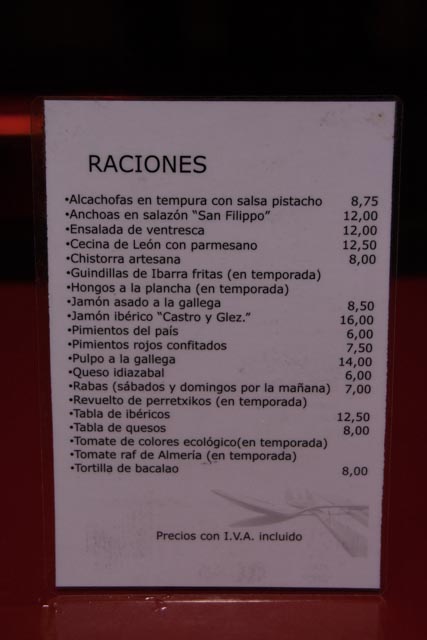 RACIONES
•Alcachofas en tempura con salsa pistacho 8,75
•Anchoas en salazón “San Filippo” 12,00
•Ensalada de ventresca 12,00
•Cecina de León con parmesano 12,50
•Chistorra artesana 8,00
•Guindillas de Ibarra fritas (en temporada)
•Hongos a la plancha (en temporada)
•Jamón asado a la gallega 8,50
•Jamón ibérico “Castro y Glez.” 16,00
•Pimientos del país 6,00
•Pimientos rojos confitados 7,50
•Pulpo a la gallega 14,00
•Queso idiazabal 6,00
•Rabas (sábados y domingos por la mañana) 7,00
•Revuelto de perretxikos (en temporada)
•Tabla de ibéricos 12,50
•Tabla de quesos 8,00
•Tomate de colores ecológico(en temporada)
•Tomate raf de Almería (en temporada)
•Tortilla de bacalao 8,00
Precios con I.V.A. incluido